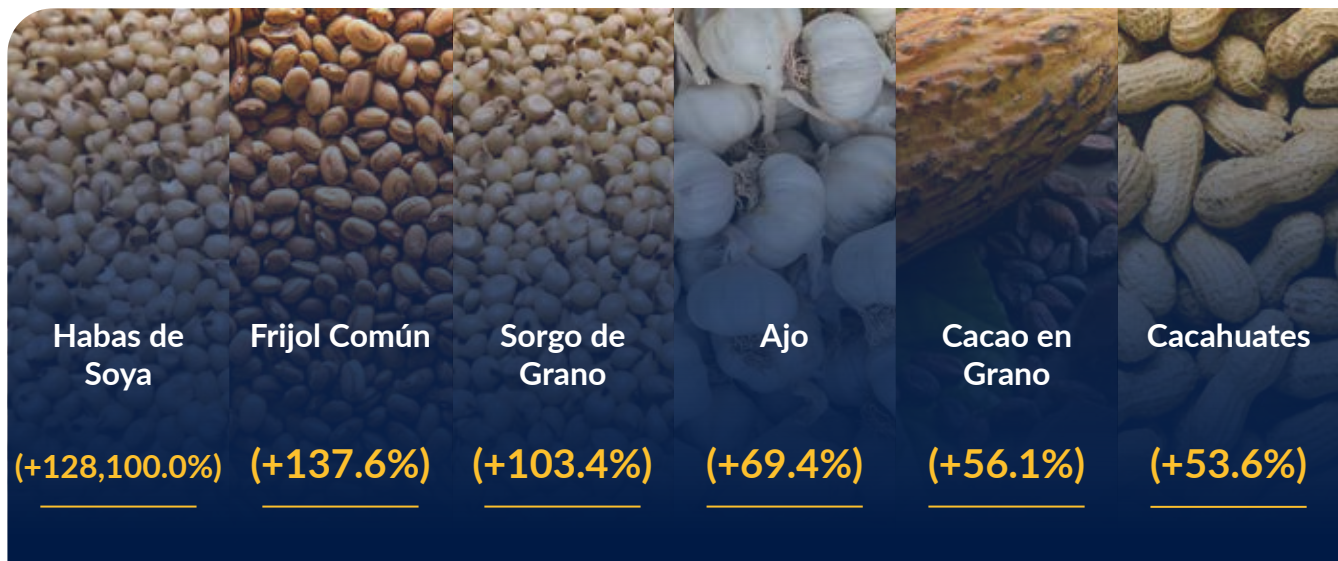 Habas de
Soya
(+128,100.0%)
Frijol Común
(+137.6%)
Sorgo de
Grano
(+103.4%)
Ajo
(+69.4%)
Cacao en
Grano
(+56.1%)
Cacahuates
(+53.6%)